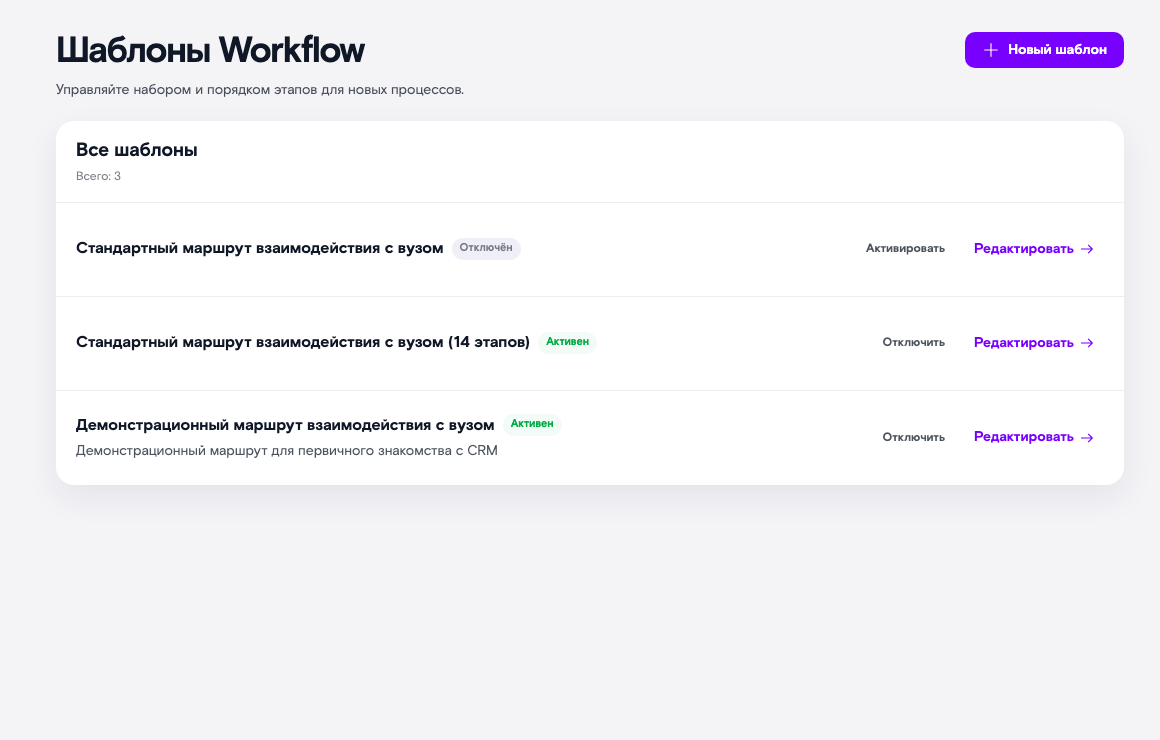 Шаблоны Workflow
Новый шаблон
Управляйте набором и порядком этапов для новых процессов.
Все шаблоны
Всего: 3
Стандартный маршрут взаимодействия с вузом Отключён Активировать Редактировать →
Стандартный маршрут взаимодействия с вузом (14 этапов) Активен Отключить Редактировать →
Демонстрационный маршрут взаимодействия с вузом Активен Отключить Редактировать →
Демонстрационный маршрут для первичного знакомства с CRM